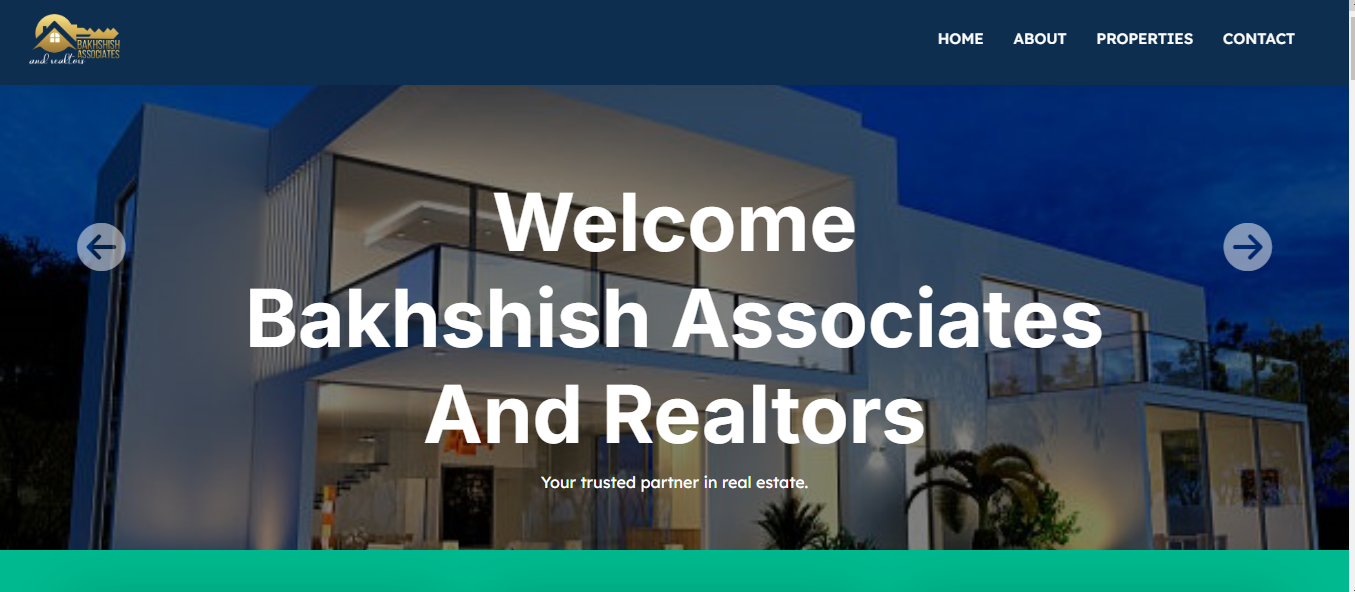 BAKHSHISH
ASSOCIATES
and realtors
HOME ABOUT PROPERTIES CONTACT
Welcome
Bakhshish Associates
And Realtors
Your trusted partner in real estate.